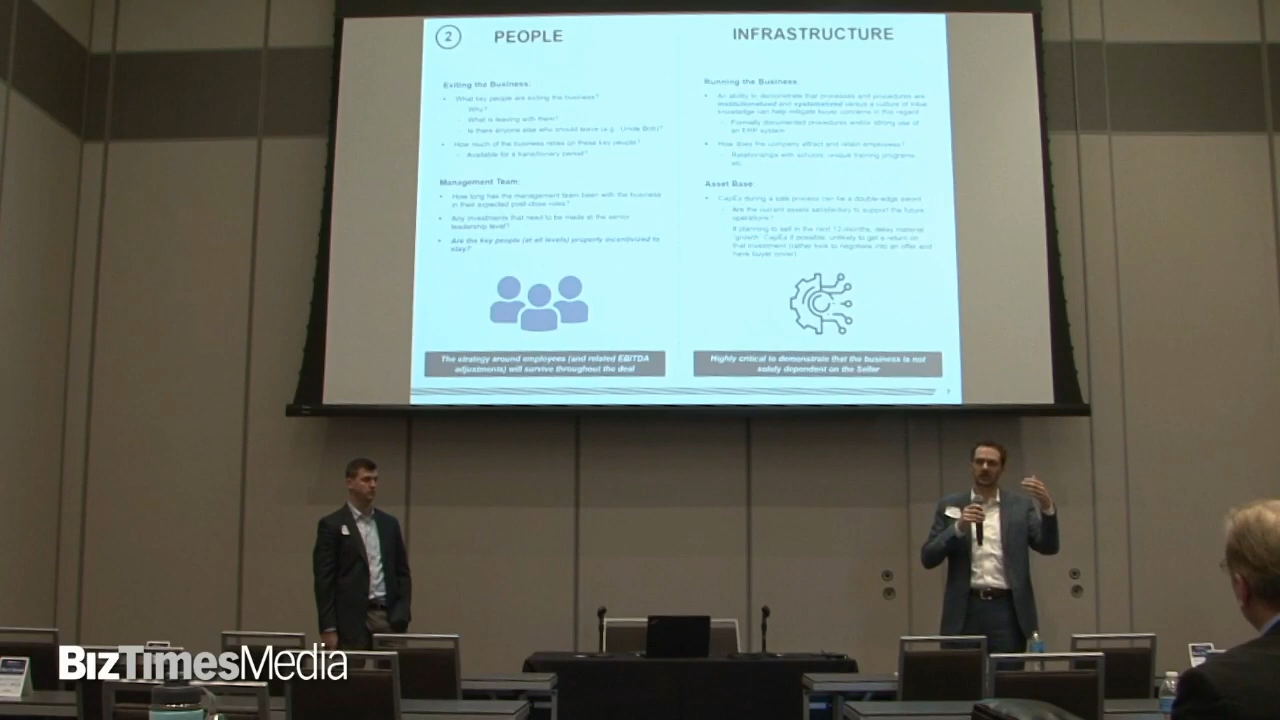 2
PEOPLE
Exiting the Business:
• What key people are exiting the business?
- Why?
- What is leaving with them?
- Is there anyone else who should leave (e.g., Uncle Bob)?
• How much of the business relies on these key people?
- Available for a transitionary period?
Management Team:
• How long has the management team been with the business
in their expected post-close roles?
• Any investments that need to be made at the senior
leadership level?
• Are the key people (at all levels) properly incentivized to
stay?
The strategy around employees (and related EBITDA
adjustments) will survive throughout the deal
INFRASTRUCTURE
Running the Business
• An ability to demonstrate that processes and procedures are
institutionalized and systematized versus a culture of tribal
knowledge can help mitigate buyer concerns in this regard
- Formally documented procedures and/or strong use of
an ERP system
• How does the company attract and retain employees?
- Relationships with schools, unique training programs,
etc.
Asset Base:
• CapEx during a sale process can be a double-edge sword
- Are the current assets satisfactory to support the future
operations?
If planning to sell in the next 12-months, delay material
"growth" CapEx if possible; unlikely to get a return on
that investment (rather look to negotiate into an offer and
have buyer cover)
Highly critical to demonstrate that the business is not
solely dependent on the Seller
BizTimesMedia